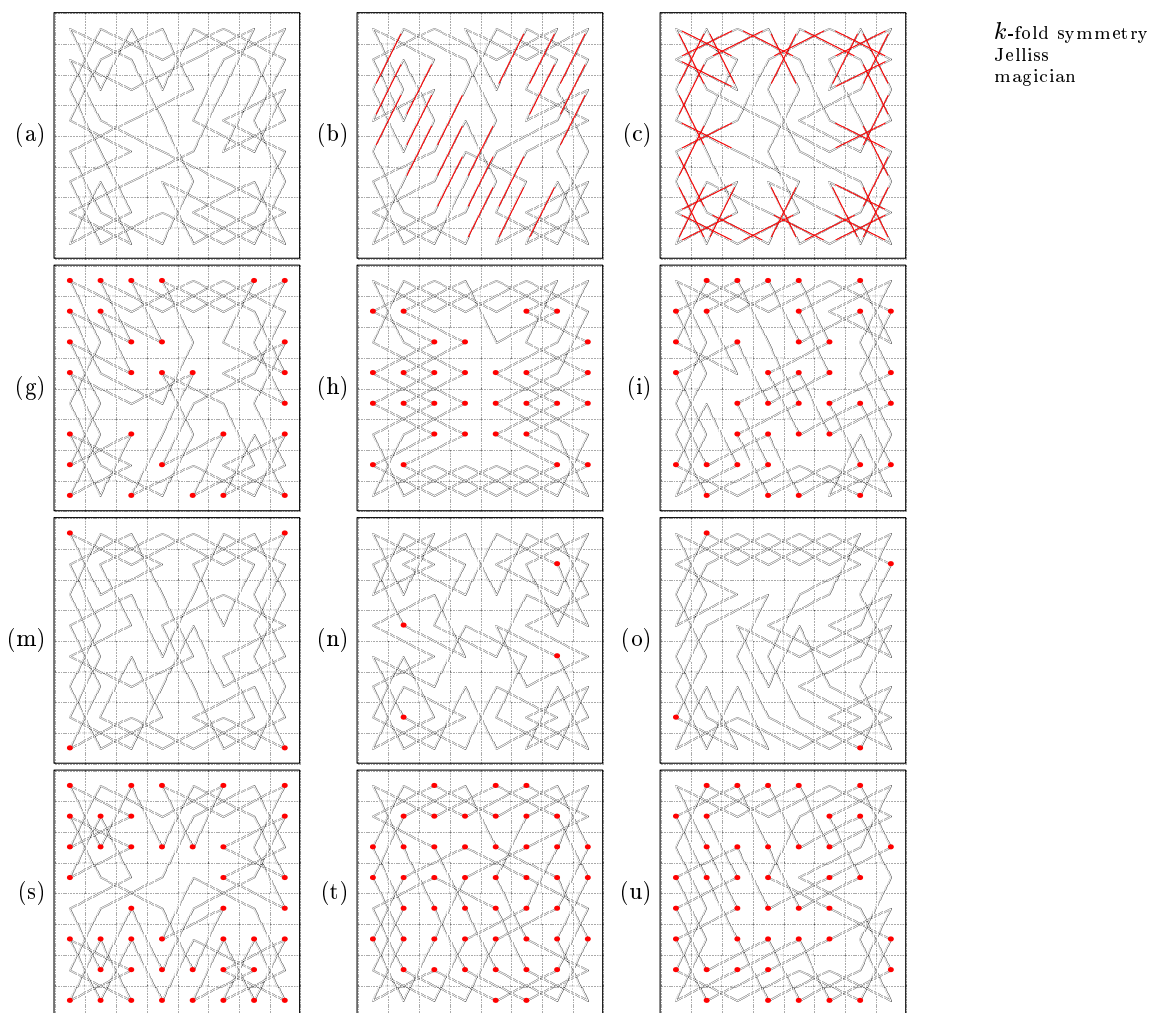 k-fold symmetry
Jelliss
magician
(a)
(b)
(c)
(g)
(h)
(i)
(m)
(n)
(o)
(s)
(t)
(u)